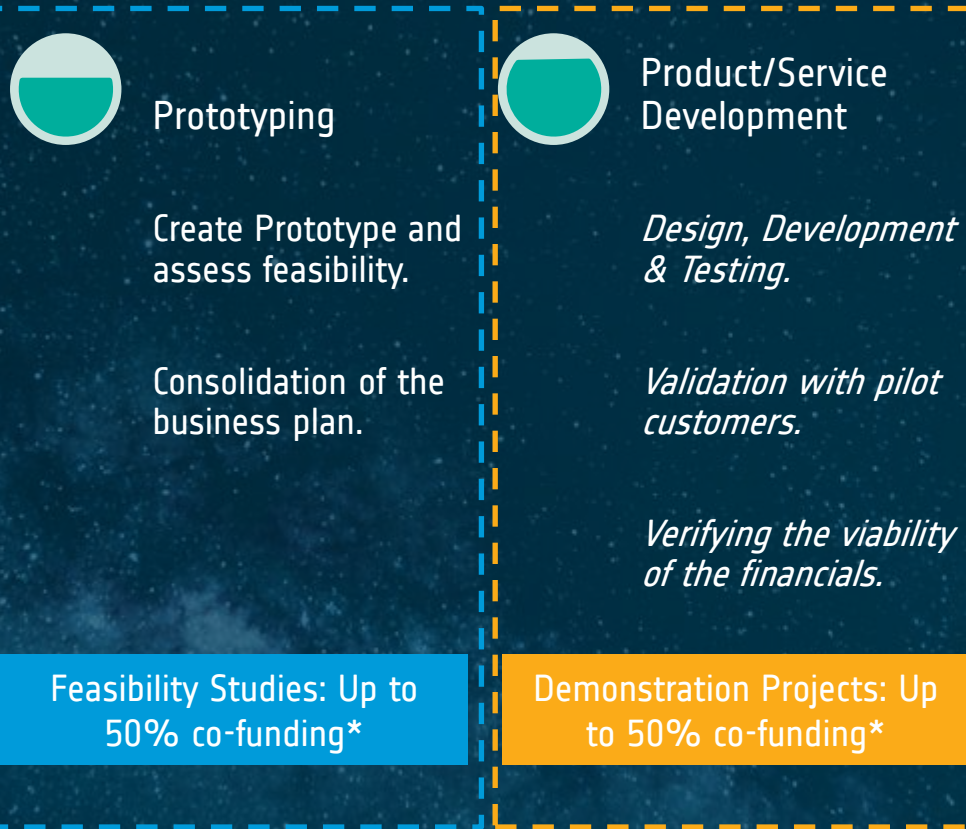 Prototyping
Create Prototype and
assess feasibility.
Consolidation of the
business plan.
Feasibility Studies: Up to
50% co-funding*
Product/Service
Development
Design, Development
& Testing.
Validation with pilot
customers.
Verifying the viability
of the financials.
Demonstration Projects: Up
to 50% co-funding*